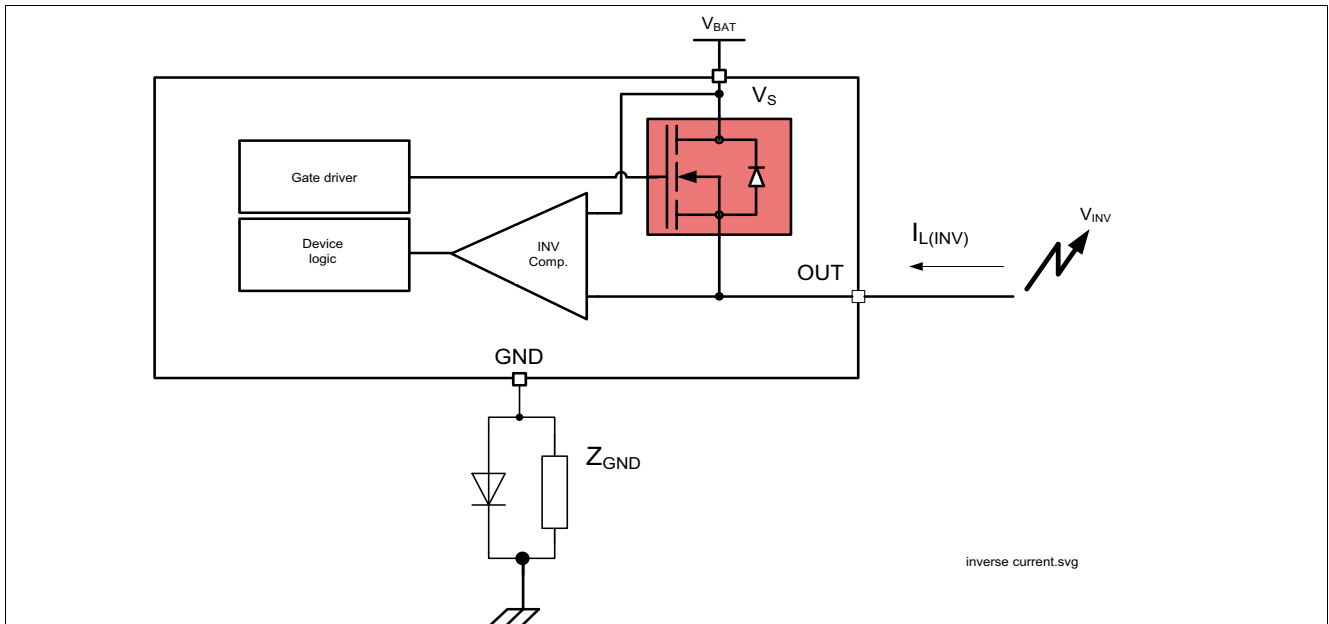 VBAT
VS
Gate driver
Device
logic
INV
Comp.
OUT
IL(INV)
VINV
GND
ZGND
inverse current.svg